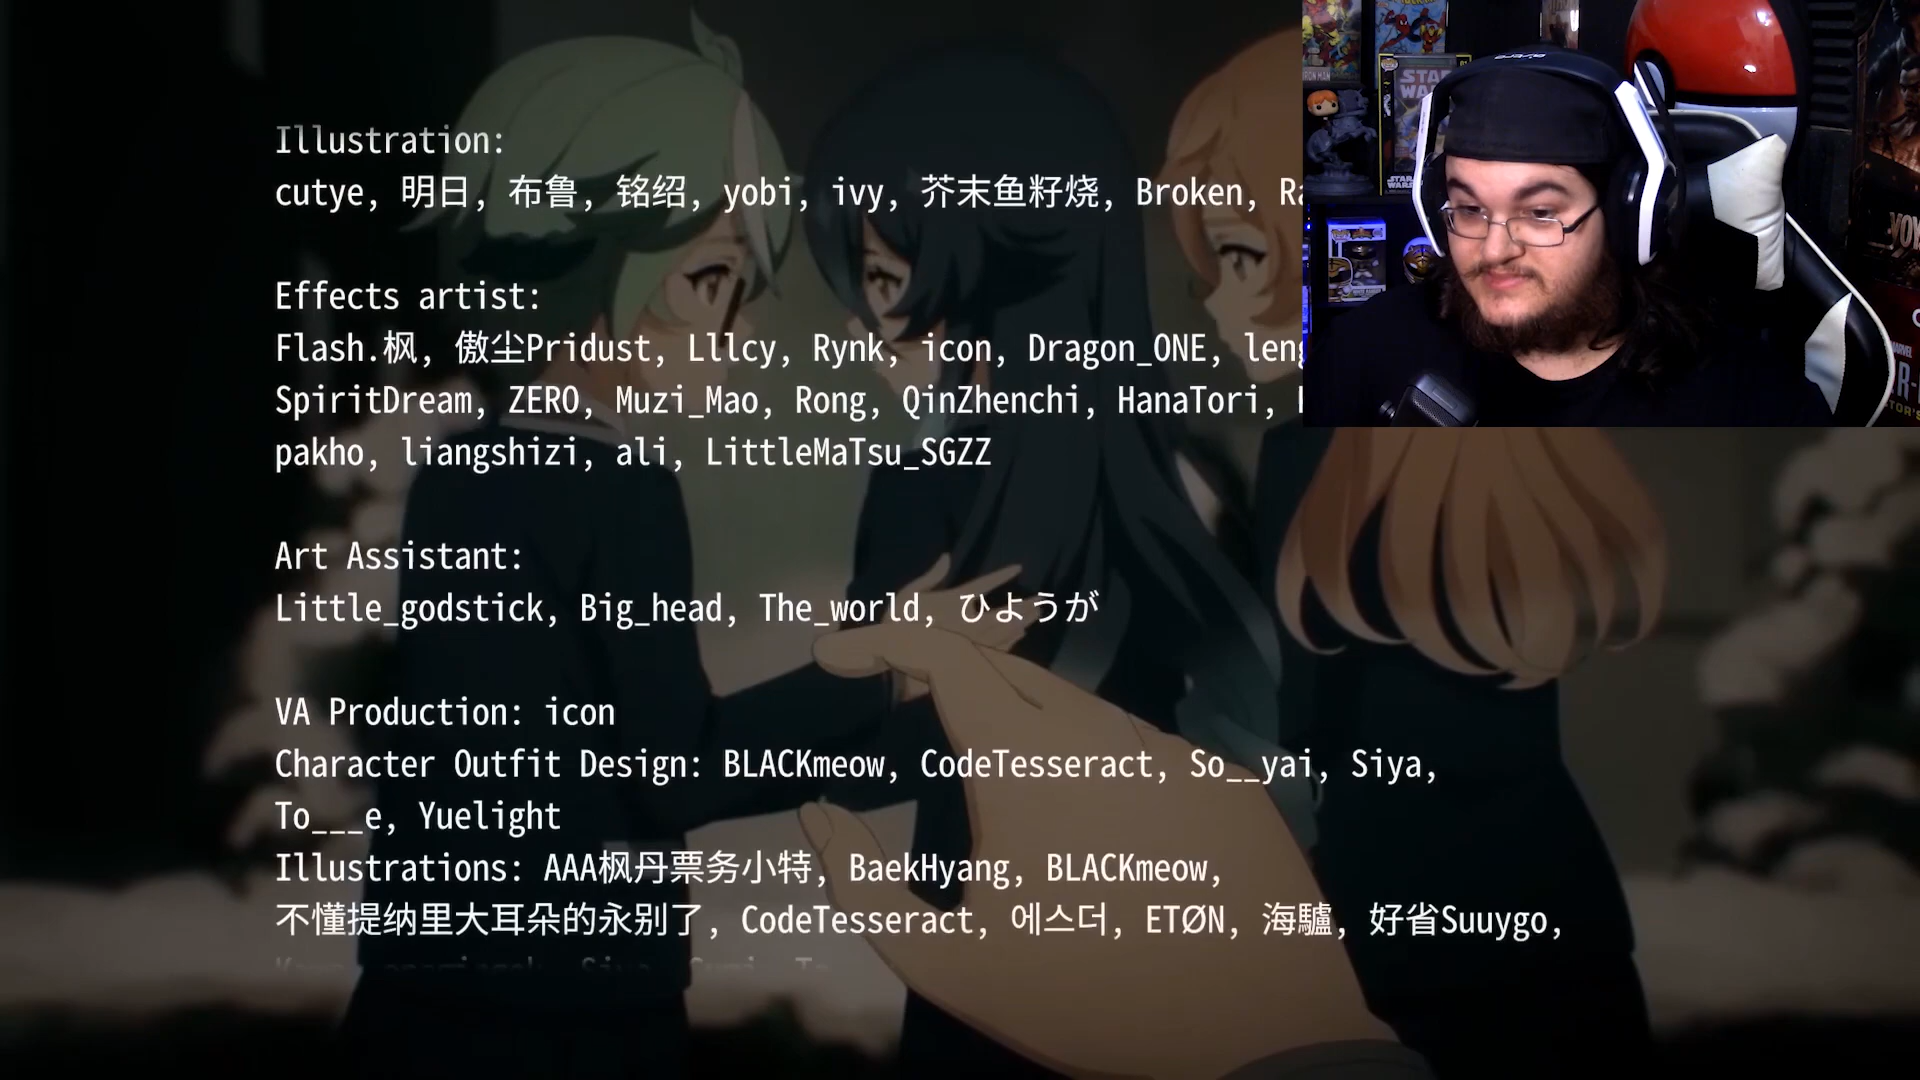 Illustration:
cutye, 明日, 布鲁, 铭绍, yobi, ivy, 芥末鱼籽烧, Broken,
Effects artist:
Flash.枫, 傲尘Pridust, Lllcy, Rynk, icon, Dragon_ONE,
SpiritDream, ZERO, Muzi_Mao, Rong, QinZhenchi, HanaTori,
pakho, liangshizi, ali, LittleMaTsu_SGZZ
Art Assistant:
Little_godstick, Big_head, The_world, ひようが
VA Production: icon
Character Outfit Design: BLACKmeow, CodeTesseract, So__yai, Siya,
To___e, Yuelight
Illustrations: AAA枫丹票务小特, BaekHyang, BLACKmeow,
不懂提纳里大耳朵的永别了, CodeTesseract, 에스더, ETØN, 海驢, 好省Suuygo,
IRON MAN
STAR
WARS